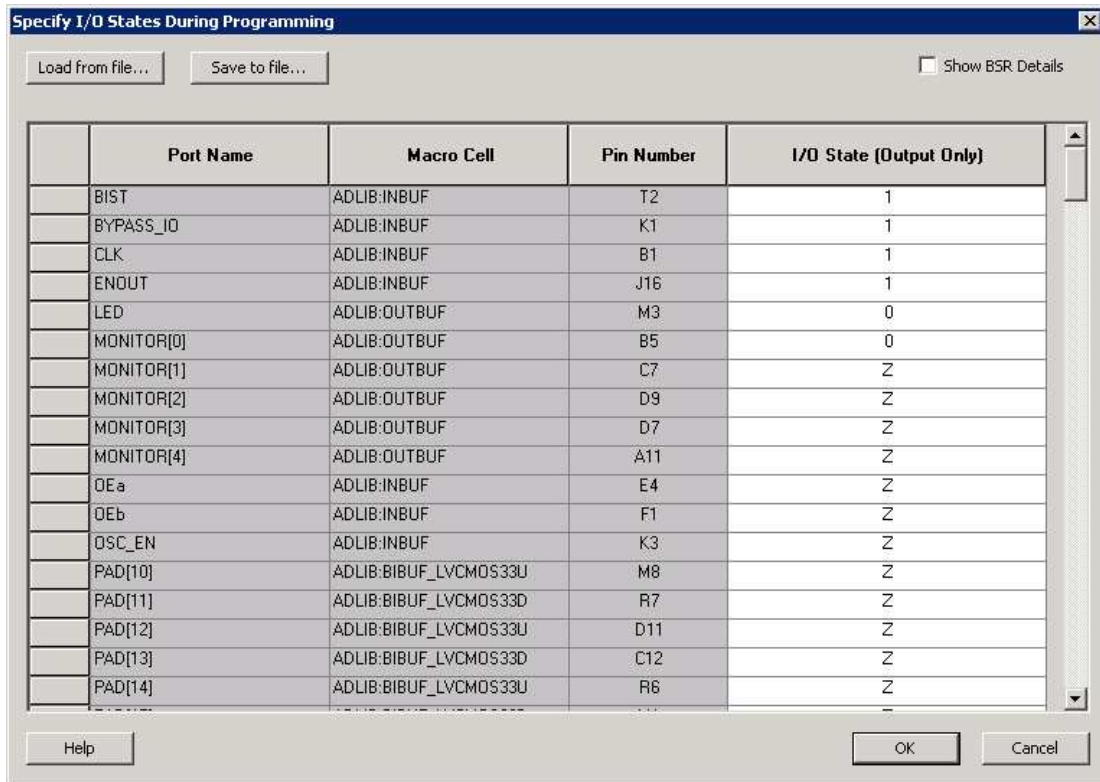 Specify I/O States During Programming
Load from file... Save to file... Show BSR Details
Port Name Macro Cell Pin Number I/O State (Output Only)
BIST ADLIB:INBUF T2 1
BYPASS_IO ADLIB:INBUF K1 1
CLK ADLIB:INBUF B1 1
ENOUT ADLIB:INBUF J16 1
LED ADLIB:OUTBUF M3 0
MONITOR[0] ADLIB:OUTBUF B5 0
MONITOR[1] ADLIB:OUTBUF C7 Z
MONITOR[2] ADLIB:OUTBUF D9 Z
MONITOR[3] ADLIB:OUTBUF D7 Z
MONITOR[4] ADLIB:OUTBUF A11 Z
OEa ADLIB:INBUF E4 Z
OEb ADLIB:INBUF F1 Z
OSC_EN ADLIB:INBUF K3 Z
PAD[10] ADLIB:BIBUF_LVCMOS33U M8 Z
PAD[11] ADLIB:BIBUF_LVCMOS33D R7 Z
PAD[12] ADLIB:BIBUF_LVCMOS33U D11 Z
PAD[13] ADLIB:BIBUF_LVCMOS33D C12 Z
PAD[14] ADLIB:BIBUF_LVCMOS33U R6 Z
Help OK Cancel